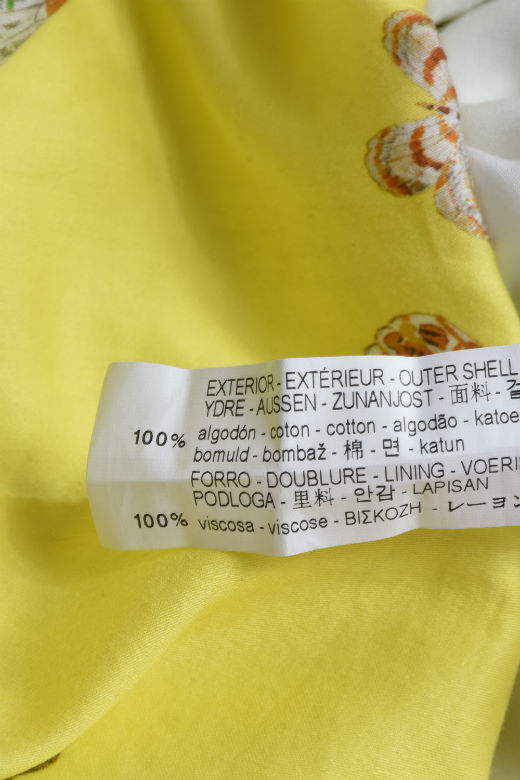 EXTERIOR - EXTÉRIEUR - OUTER SHELL
YDRE - AUSSEN - ZUNANJOST - 面料 - 겉
100% algodón - coton - cotton - algodão - katoe
bomuld - bombaž - 棉 - 면 - katun
FORRO - DOUBLURE - LINING - VOERI
PODLOGA - 里料 - 안감 - LAPISAN
100% viscosa - viscose - ΒΙΣΚΟΖΗ - レーヨン